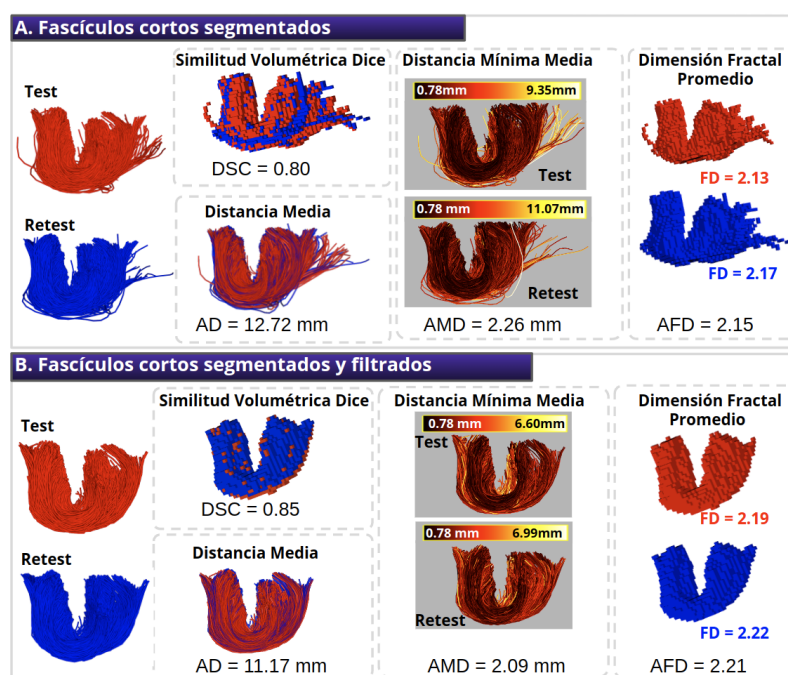 A. Fascículos cortos segmentados
Test
Retest
Similitud Volumétrica Dice
DSC = 0.80
Distancia Media
AD = 12.72 mm
Distancia Mínima Media
0.78mm 9.35mm
Test
0.78 mm 11.07mm
Retest
AMD = 2.26 mm
Dimensión Fractal
Promedio
FD = 2.13
FD = 2.17
AFD = 2.15
B. Fascículos cortos segmentados y filtrados
Test
Retest
Similitud Volumétrica Dice
DSC = 0.85
Distancia Media
AD = 11.17 mm
Distancia Mínima Media
0.78 mm 6.60mm
Test
0.78 mm 6.99mm
Retest
AMD = 2.09 mm
Dimensión Fractal
Promedio
FD = 2.19
FD = 2.22
AFD = 2.21